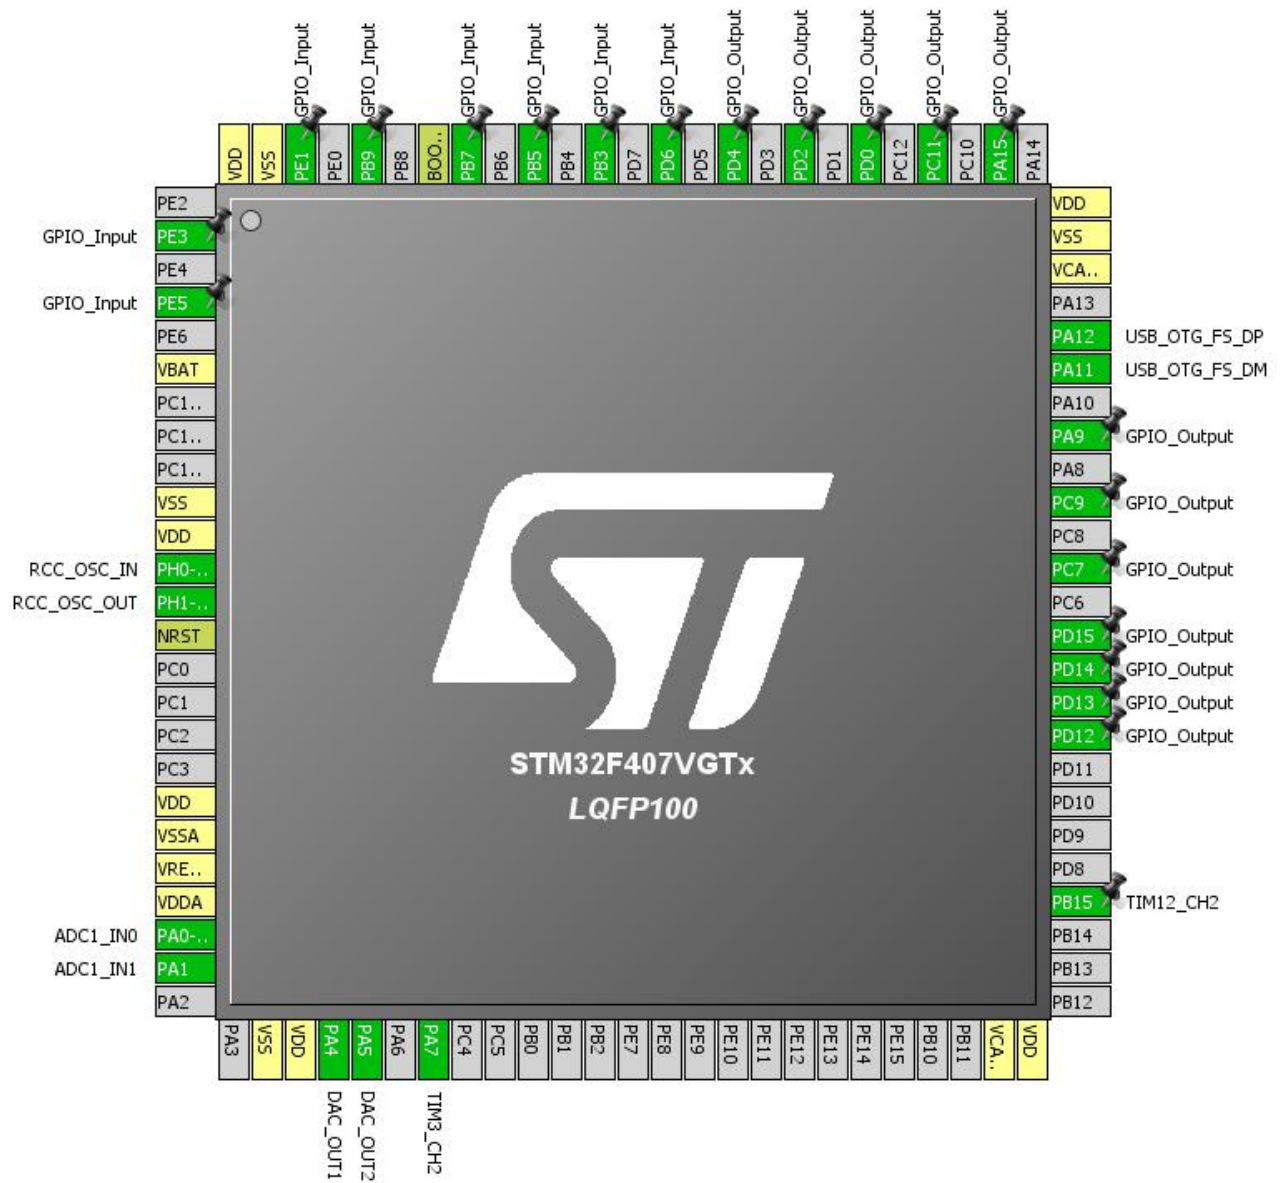 GPIO_Input
GPIO_Input
GPIO_Input
GPIO_Input
GPIO_Input
GPIO_Input
GPIO_Output
GPIO_Output
GPIO_Output
GPIO_Output
GPIO_Output
VDD
VSS
PE1
PE0
PB9
PB8
BOO..
PB7
PB6
PB5
PB4
PB3
PD7
PD6
PD5
PD4
PD3
PD2
PD1
PD0
PC12
PC11
PC10
PA15
PA14
PE2
GPIO_Input PE3
PE4
GPIO_Input PE5
PE6
VBAT
PC1..
PC1..
PC1..
VSS
VDD
RCC_OSC_IN PH0-..
RCC_OSC_OUT PH1-..
NRST
PC0
PC1
PC2
PC3
VDD
VSSA
VRE..
VDDA
ADC1_IN0 PA0-..
ADC1_IN1 PA1
PA2
ST
STM32F407VGTx
LQFP100
VDD
VSS
VCA..
PA13
PA12 USB_OTG_FS_DP
PA11 USB_OTG_FS_DM
PA10
PA9 GPIO_Output
PA8
PC9 GPIO_Output
PC8
PC7 GPIO_Output
PC6
PD15 GPIO_Output
PD14 GPIO_Output
PD13 GPIO_Output
PD12 GPIO_Output
PD11
PD10
PD9
PD8
PB15 TIM12_CH2
PB14
PB13
PB12
PA3
VSS
VDD
PA4
PA5
PA6
PA7
PC4
PC5
PB0
PB1
PB2
PE7
PE8
PE9
PE10
PE11
PE12
PE13
PE14
PE15
PB10
PB11
VCA..
VDD
DAC_OUT1
DAC_OUT2
TIM3_CH2